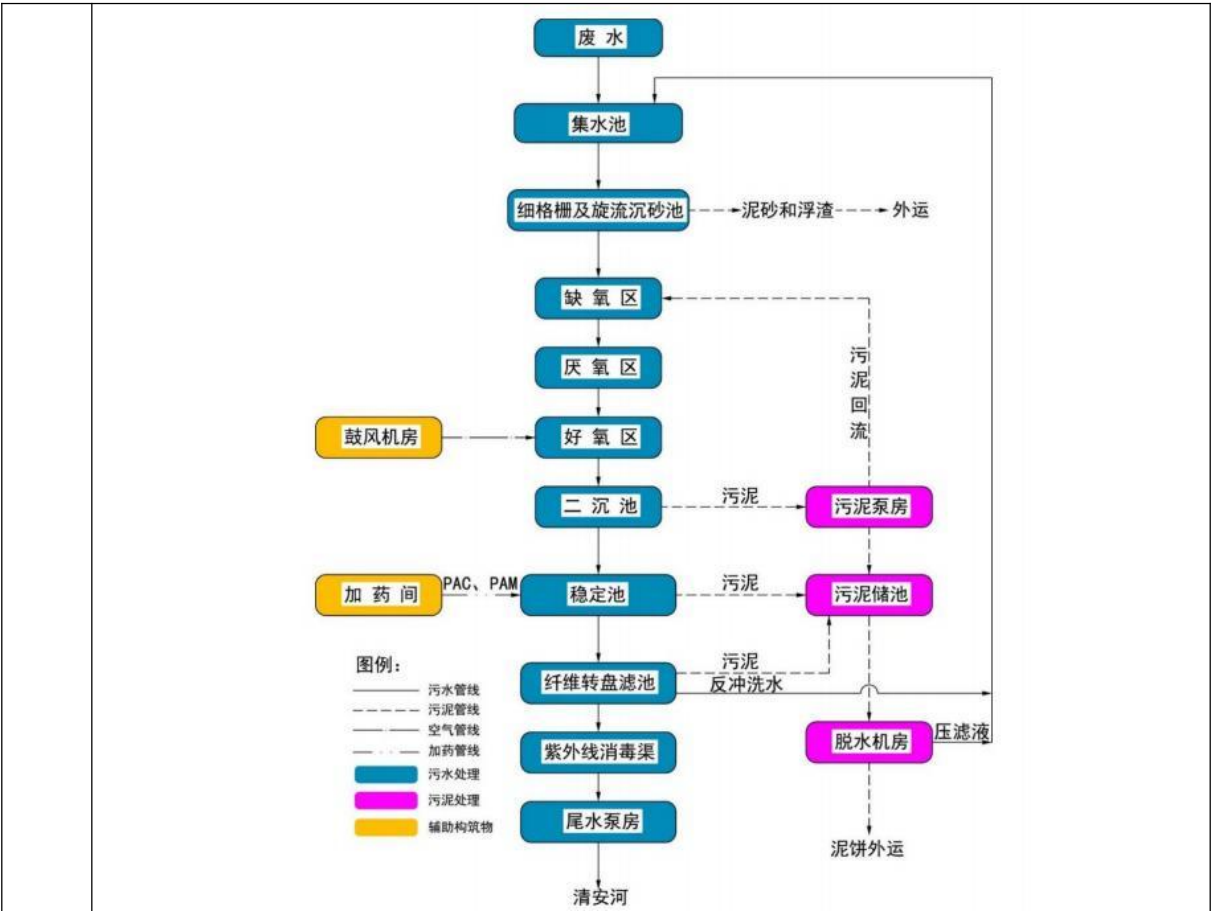 废 水
集水池
细格栅及旋流沉砂池
泥砂和浮渣
外运
缺 氧 区
污泥回流
厌 氧 区
鼓风机房
好 氧 区
二 沉 池
污泥
污泥泵房
加 药 间
PAC、PAM
稳定池
污泥
污泥储池
图例：
污水管线
污泥管线
空气管线
加药管线
污水处理
污泥处理
辅助构筑物
纤维转盘滤池
污泥
反冲洗水
紫外线消毒渠
脱水机房
压滤液
尾水泵房
泥饼外运
清安河